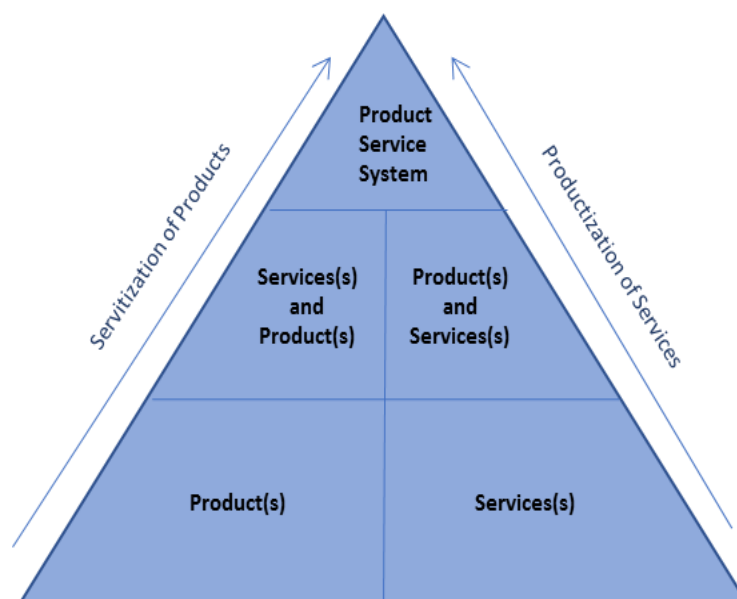 Product
Service
System
Servitization of Products
Productization of Services
Services(s)
and
Product(s)
Product(s)
and
Services(s)
Product(s)
Services(s)